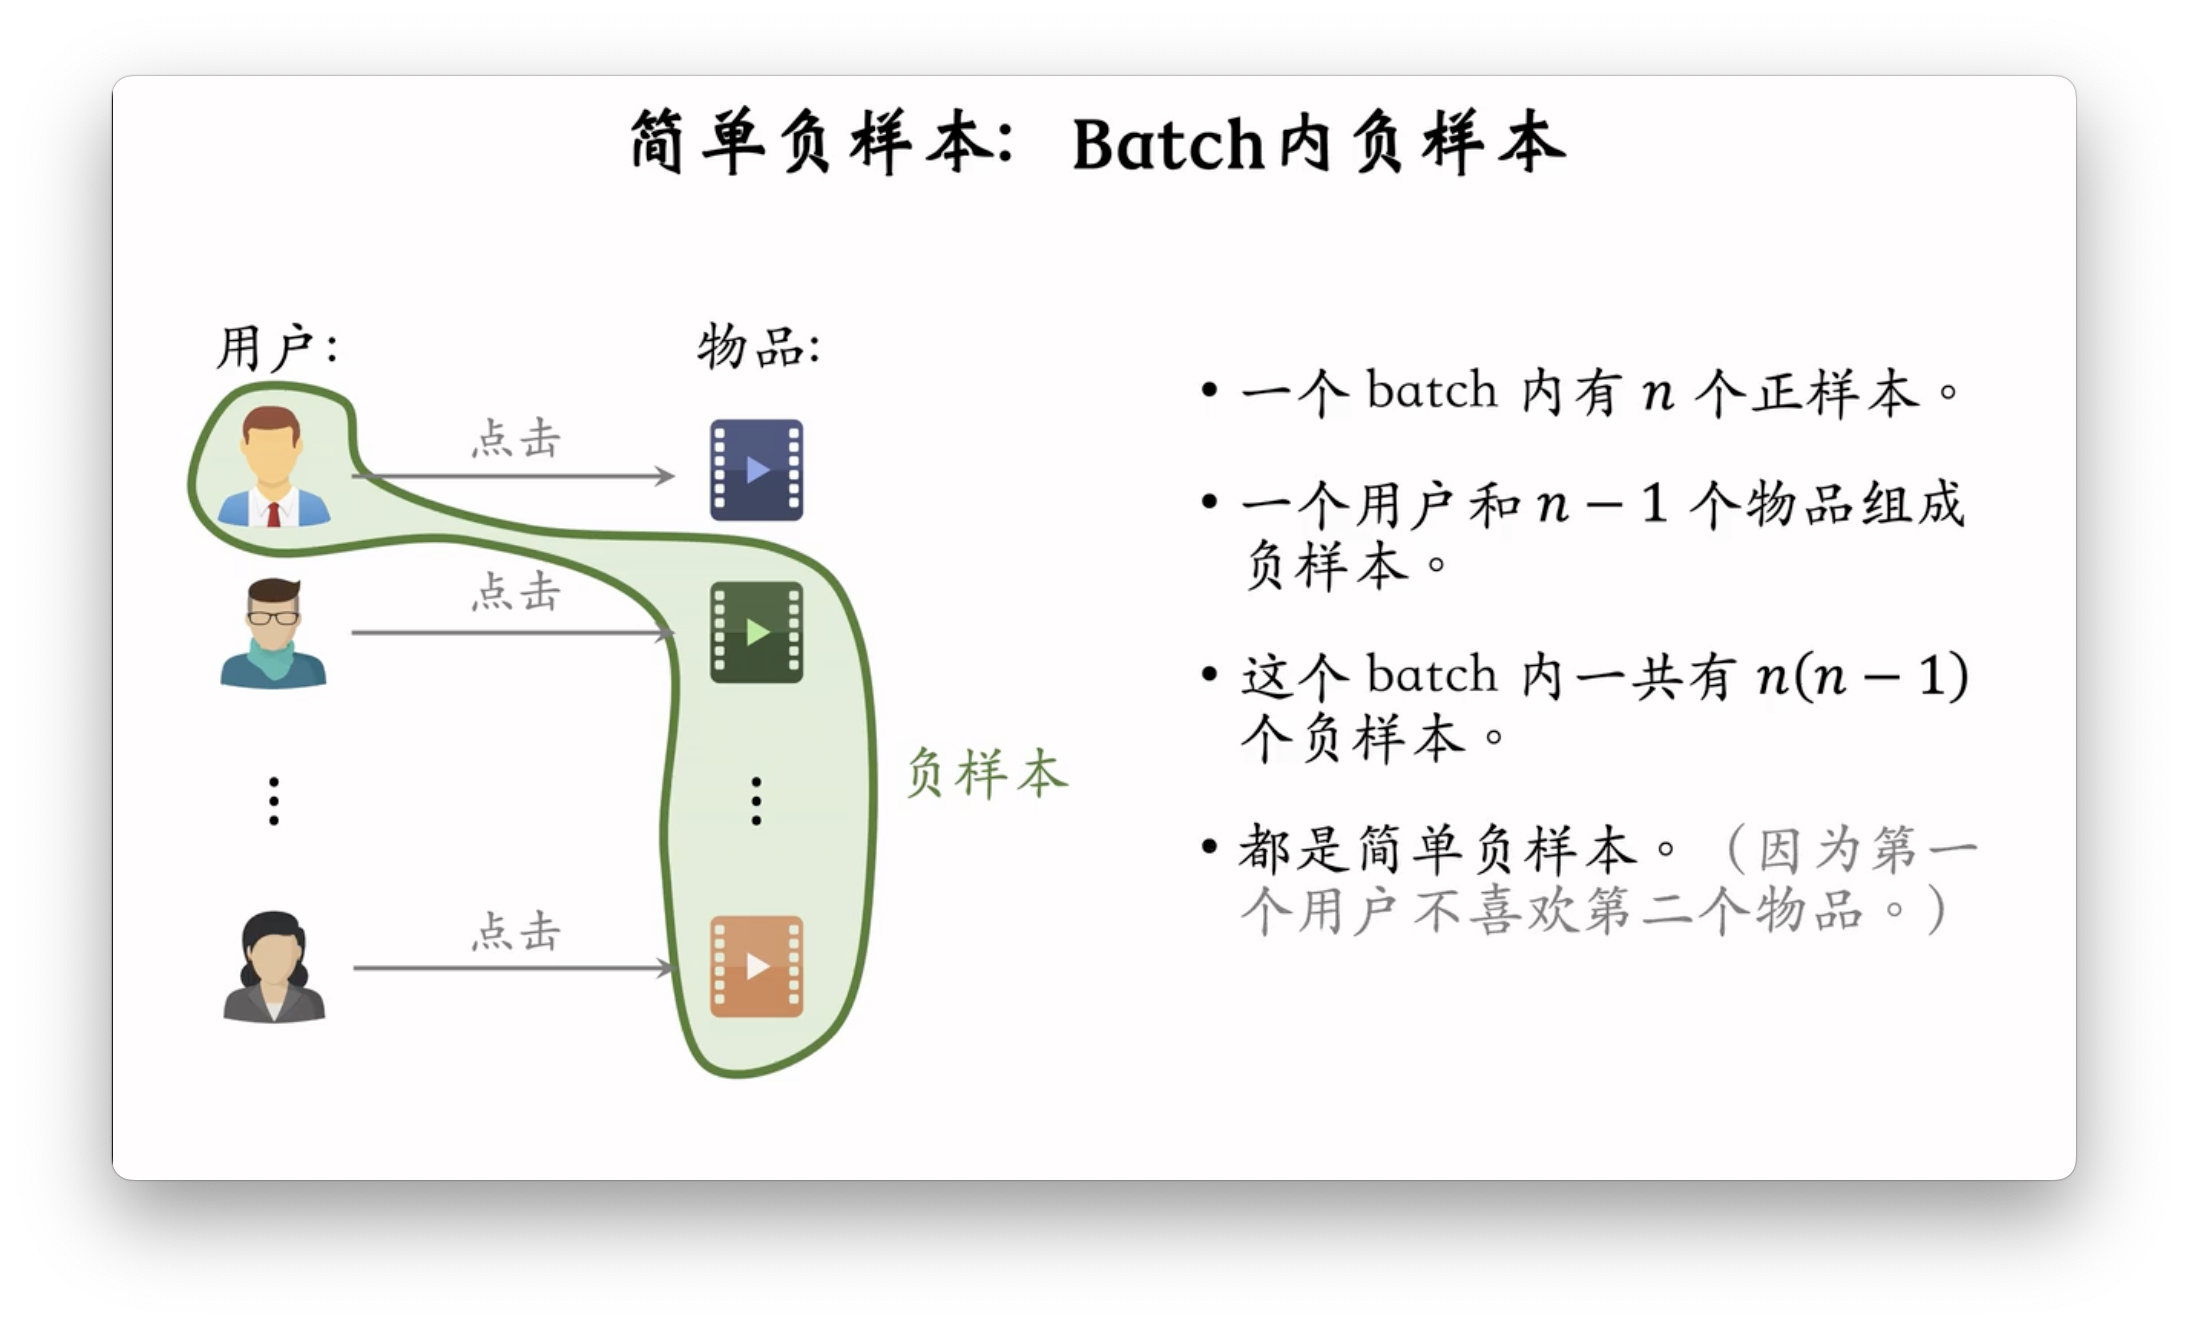 简单负样本：Batch内负样本
用户：
物品：
点击
点击
点击
负样本
• 一个 batch 内有 n 个正样本。
• 一个用户和 n − 1 个物品组成
负样本。
• 这个 batch 内一共有 n(n − 1)
个负样本。
• 都是简单负样本。（因为第一
个用户不喜欢第二个物品。）